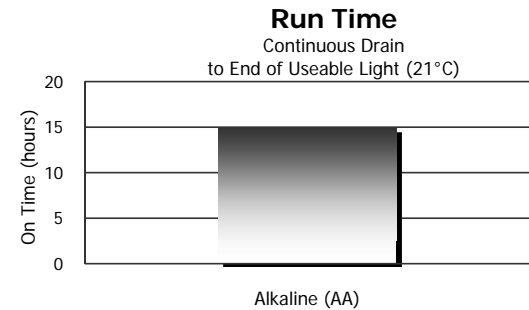 Run Time
Continuous Drain
to End of Useable Light (21°C)
20
15
10
5
0
On Time (hours)
Alkaline (AA)